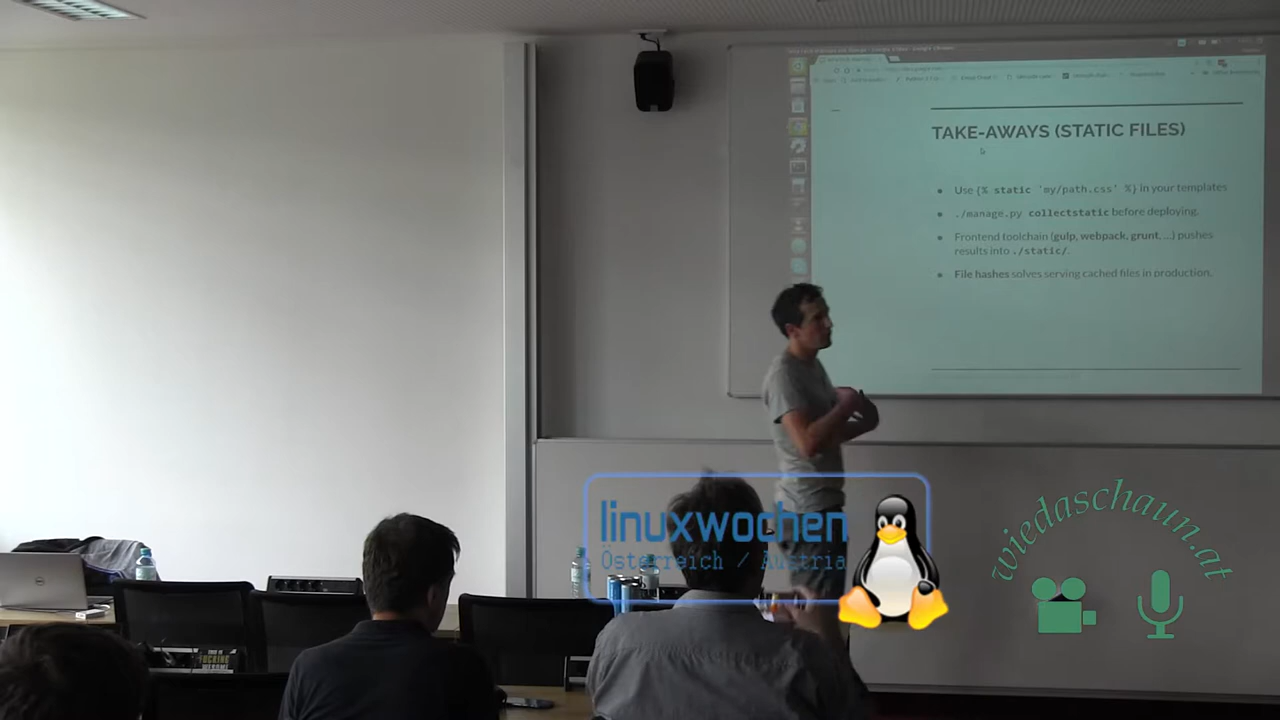 TAKE-AWAYS (STATIC FILES)
● Use {% static 'my/path.css' %} in your templates
● ./manage.py collectstatic before deploying.
● Frontend toolchain (gulp, webpack, grunt, ...) pushes
results into ./static/.
● File hashes solves serving cached files in production.
linuxwochen
Österreich / Austria
wiedaschaun.at
DELL